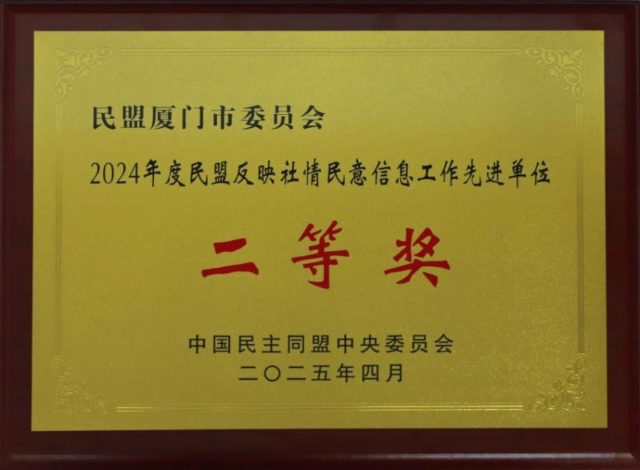 民盟厦门市委员会
2024年度民盟反映社情民意信息工作先进单位
二等奖
中国民主同盟中央委员会
二〇二五年四月